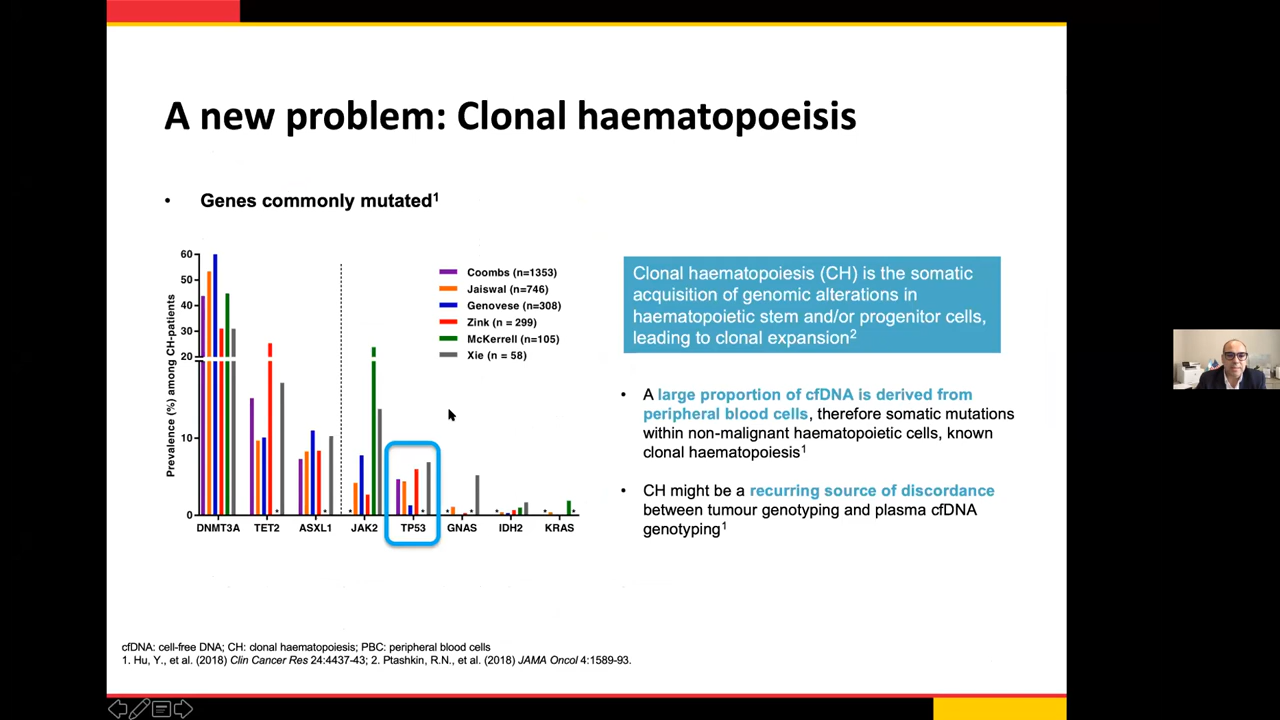 A new problem: Clonal haematopoeisis
• Genes commonly mutated1
Prevalence (%) among CH-patients
60
50
40
30
20
10
0
DNMT3A TET2 ASXL1 JAK2 TP53 GNAS IDH2 KRAS
* * * * * * * * * *
Coombs (n=1353)
Jaiswal (n=746)
Genovese (n=308)
Zink (n = 299)
McKerrell (n=105)
Xie (n = 58)
Clonal haematopoiesis (CH) is the somatic
acquisition of genomic alterations in
haematopoietic stem and/or progenitor cells,
leading to clonal expansion2
• A large proportion of cfDNA is derived from
peripheral blood cells, therefore somatic mutations
within non-malignant haematopoietic cells, known
clonal haematopoiesis1
• CH might be a recurring source of discordance
between tumour genotyping and plasma cfDNA
genotyping1
cfDNA: cell-free DNA; CH: clonal haematopoiesis; PBC: peripheral blood cells
1. Hu, Y., et al. (2018) Clin Cancer Res 24:4437-43; 2. Ptashkin, R.N., et al. (2018) JAMA Oncol 4:1589-93.